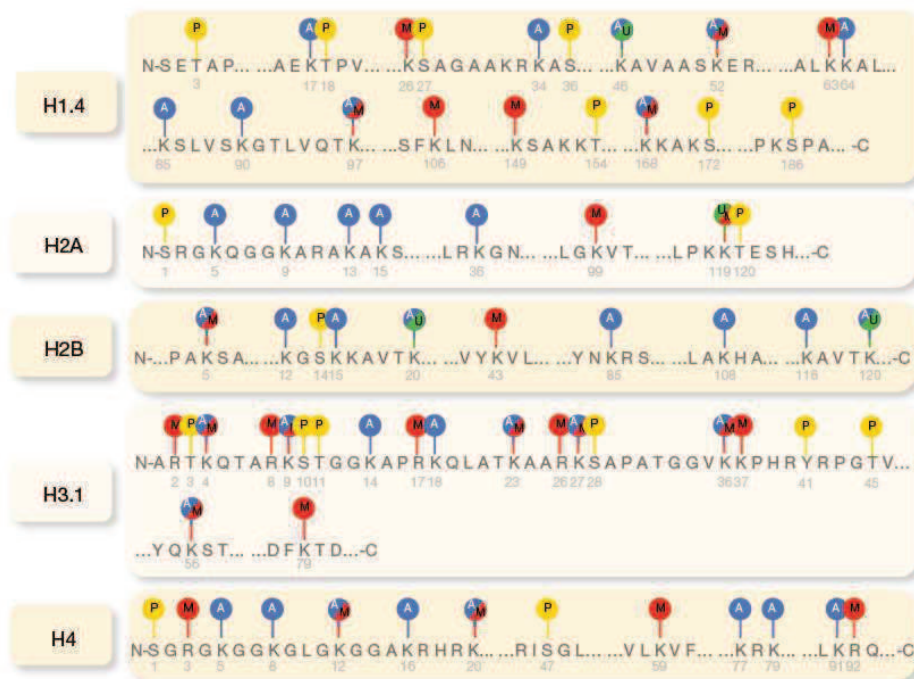 P A P M P A P A U A M M A
N-SETAP... ...AEKTPV... ...KSAGAAKRKAS... ...KAVAASKER... ...ALKKAL...
3 17 18 26 27 34 36 46 52 63 64
H1.4
A A A M M M P A M P P
...KSLVSKGTLVQTK... ...SFKLN... ...KSAKKT... ...KKAKS... ...PKSPA... -C
85 90 97 106 149 154 168 172 186
P A A A A A M U P
H2A
N-SRGKQGGKARAKAKS... ...LRKGN... ...LGKVT... ...LPKKTESH...-C
1 5 9 13 15 36 99 119 120
A M A P A A U M A A A A U
H2B
N-...PAKSA... ...KGSKKAVTK... ...VYKVL... ...YNKRS... ...LAKHA... ...KAVTK...-C
5 12 14 15 20 43 85 108 116 120
M P A M M A M P P A M A A M M A M P A M M P P
N-ARTKQTARKSTGGKAPRKQLATKAARKSAPATGGVKKPHRYRPGTV...
2 3 4 8 9 10 11 14 17 18 23 26 27 28 36 37 41 45
H3.1
A M M
...YQKST... ...DFKTD...-C
56 79
P M A A A M A A M P M A A A M
H4
N-SGRGKGGKGLGKGGAKRHRK... ...RISGL... ...VLKVF... ...KRK... ...LKRQ...-C
1 3 5 8 12 16 20 47 59 77 79 91 92